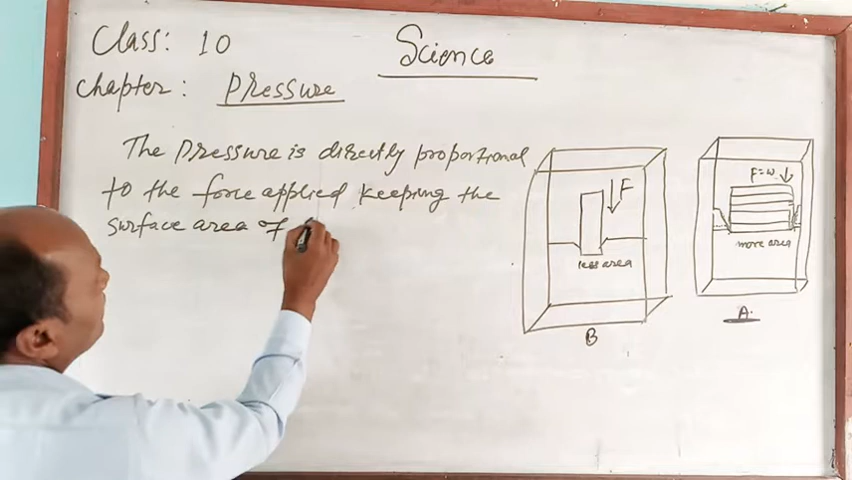 Class: 10
Science
Chapter: Pressure
The pressure is directly proportional
to the force applied keeping the
surface area of
F
less area
B
F=w
more area
A.